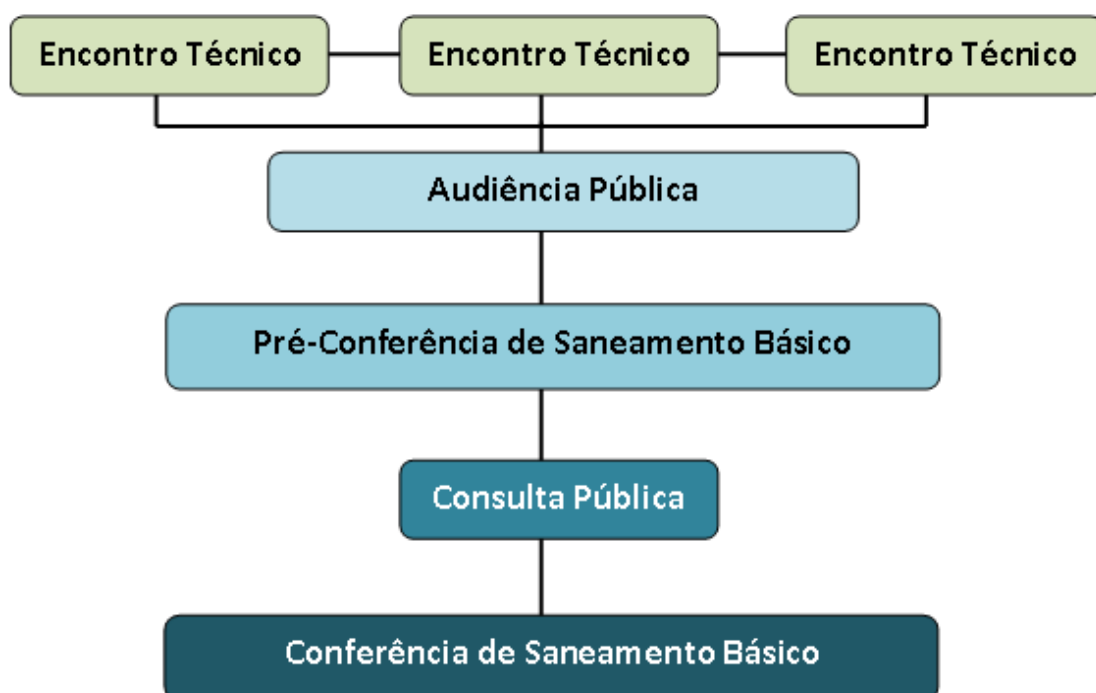 Encontro Técnico
Encontro Técnico
Encontro Técnico
Audiência Pública
Pré-Conferência de Saneamento Básico
Consulta Pública
Conferência de Saneamento Básico